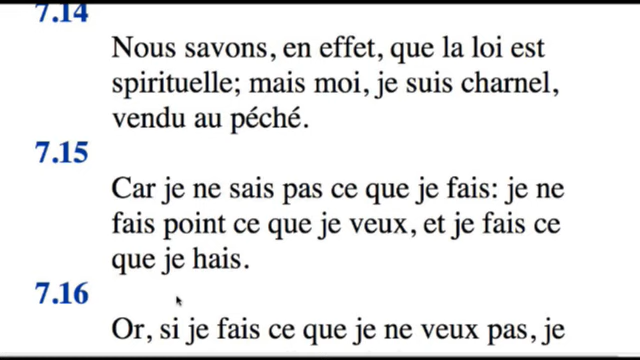 7.14
Nous savons, en effet, que la loi est
spirituelle; mais moi, je suis charnel,
vendu au péché.
7.15
Car je ne sais pas ce que je fais: je ne
fais point ce que je veux, et je fais ce
que je hais.
7.16
Or, si je fais ce que je ne veux pas, je